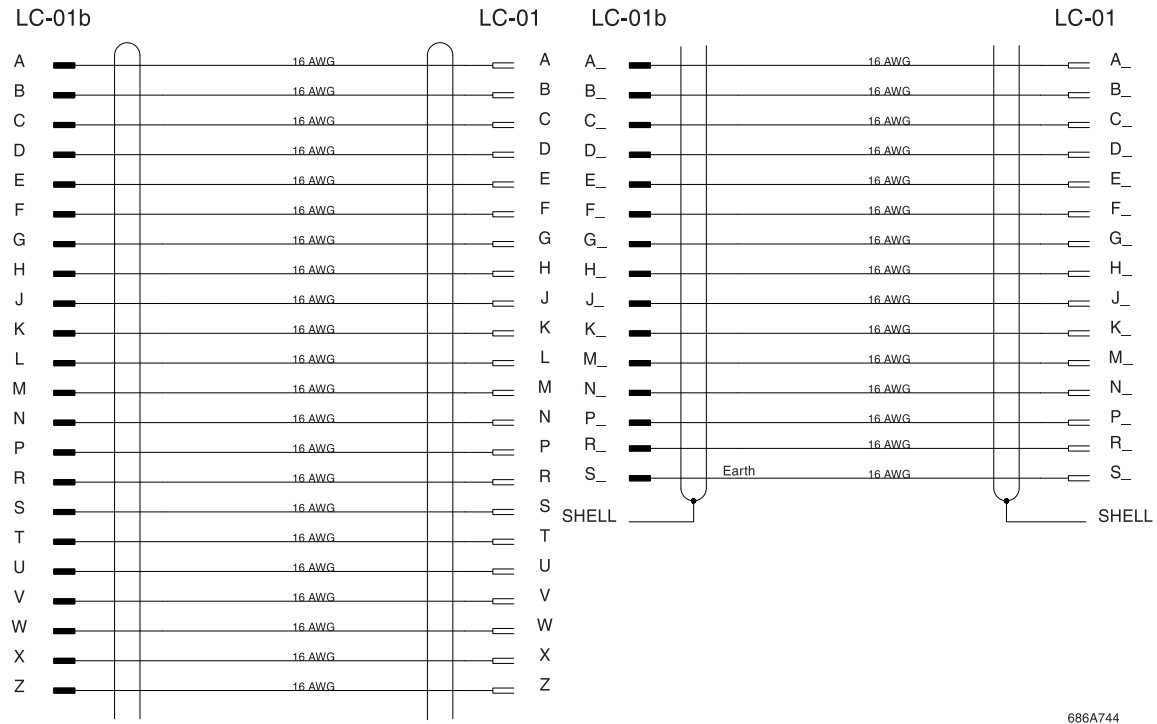 LC-01b LC-01 LC-01b LC-01
A 16 AWG A A_ 16 AWG A_
B 16 AWG B B_ 16 AWG B_
C 16 AWG C C_ 16 AWG C_
D 16 AWG D D_ 16 AWG D_
E 16 AWG E E_ 16 AWG E_
F 16 AWG F F_ 16 AWG F_
G 16 AWG G G_ 16 AWG G_
H 16 AWG H H_ 16 AWG H_
J 16 AWG J J_ 16 AWG J_
K 16 AWG K K_ 16 AWG K_
L 16 AWG L M_ 16 AWG M_
M 16 AWG M N_ 16 AWG N_
N 16 AWG N P_ 16 AWG P_
P 16 AWG P R_ 16 AWG R_
R 16 AWG R S_ Earth 16 AWG S_
S 16 AWG S SHELL SHELL
T 16 AWG T
U 16 AWG U
V 16 AWG V
W 16 AWG W
X 16 AWG X
Z 16 AWG Z
686A744